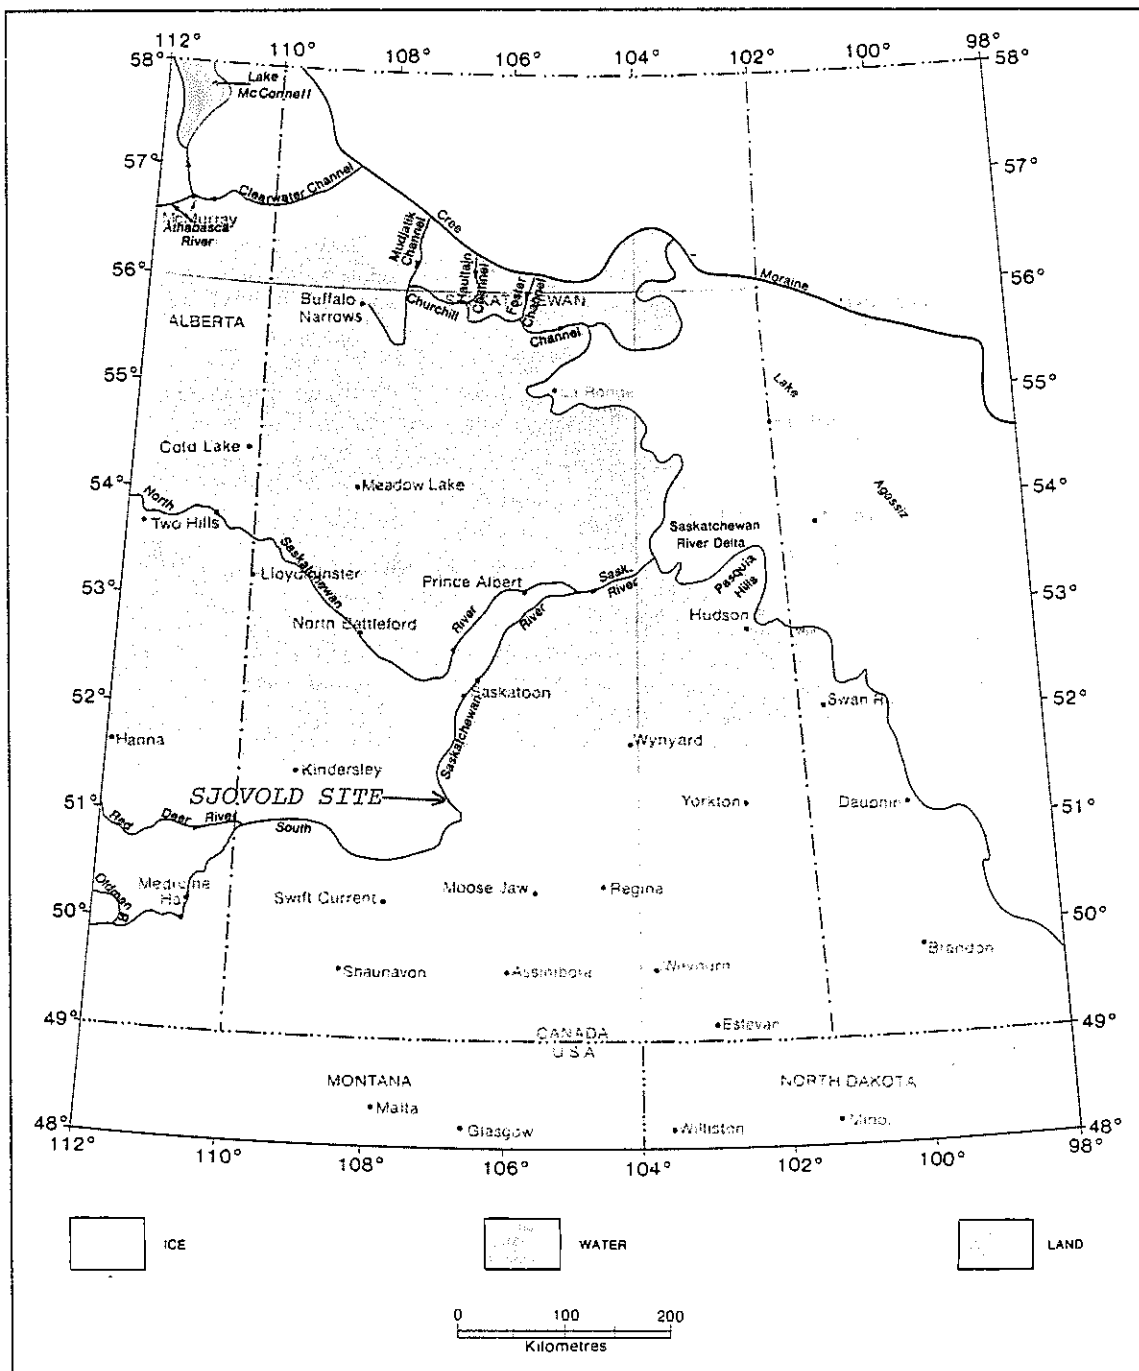 112°
110°
108°
106°
104°
102°
100°
98°
58°
58°
Lake
McConnell
57°
57°
Clearwater Channel
McMurray
Athabasca
River
Cree
Mudjatik
Channel
Haultain
Channel
Foster
Channel
Moraine
56°
56°
Buffalo
Narrows
Churchill
Channel
ALBERTA
55°
55°
Lake
La Ronge
Agassiz
Cold Lake
54°
54°
Meadow Lake
North
Two Hills
Saskatchewan
River Delta
Saskatchewan
Pasquia
Hills
53°
53°
Lloydminster
Prince Albert
Sask.
River
North Battleford
River
River
Hudson
52°
52°
Saskatoon
Saskatchewan
Swan R
Hanna
Wynyard
Kindersley
SJOVOLD SITE
51°
51°
Yorkton
Dauphin
Red
Deer
River
South
Oldman
R
Medicine
Hat
50°
50°
Swift Current
Moose Jaw
Regina
Brandon
Shaunavon
Assiniboia
Weyburn
49°
49°
Estevan
CANADA
U S A
MONTANA
NORTH DAKOTA
Malta
Glasgow
Williston
Minot
48°
48°
112°
110°
108°
106°
104°
102°
100°
98°
ICE
WATER
LAND
0 100 200
Kilometres